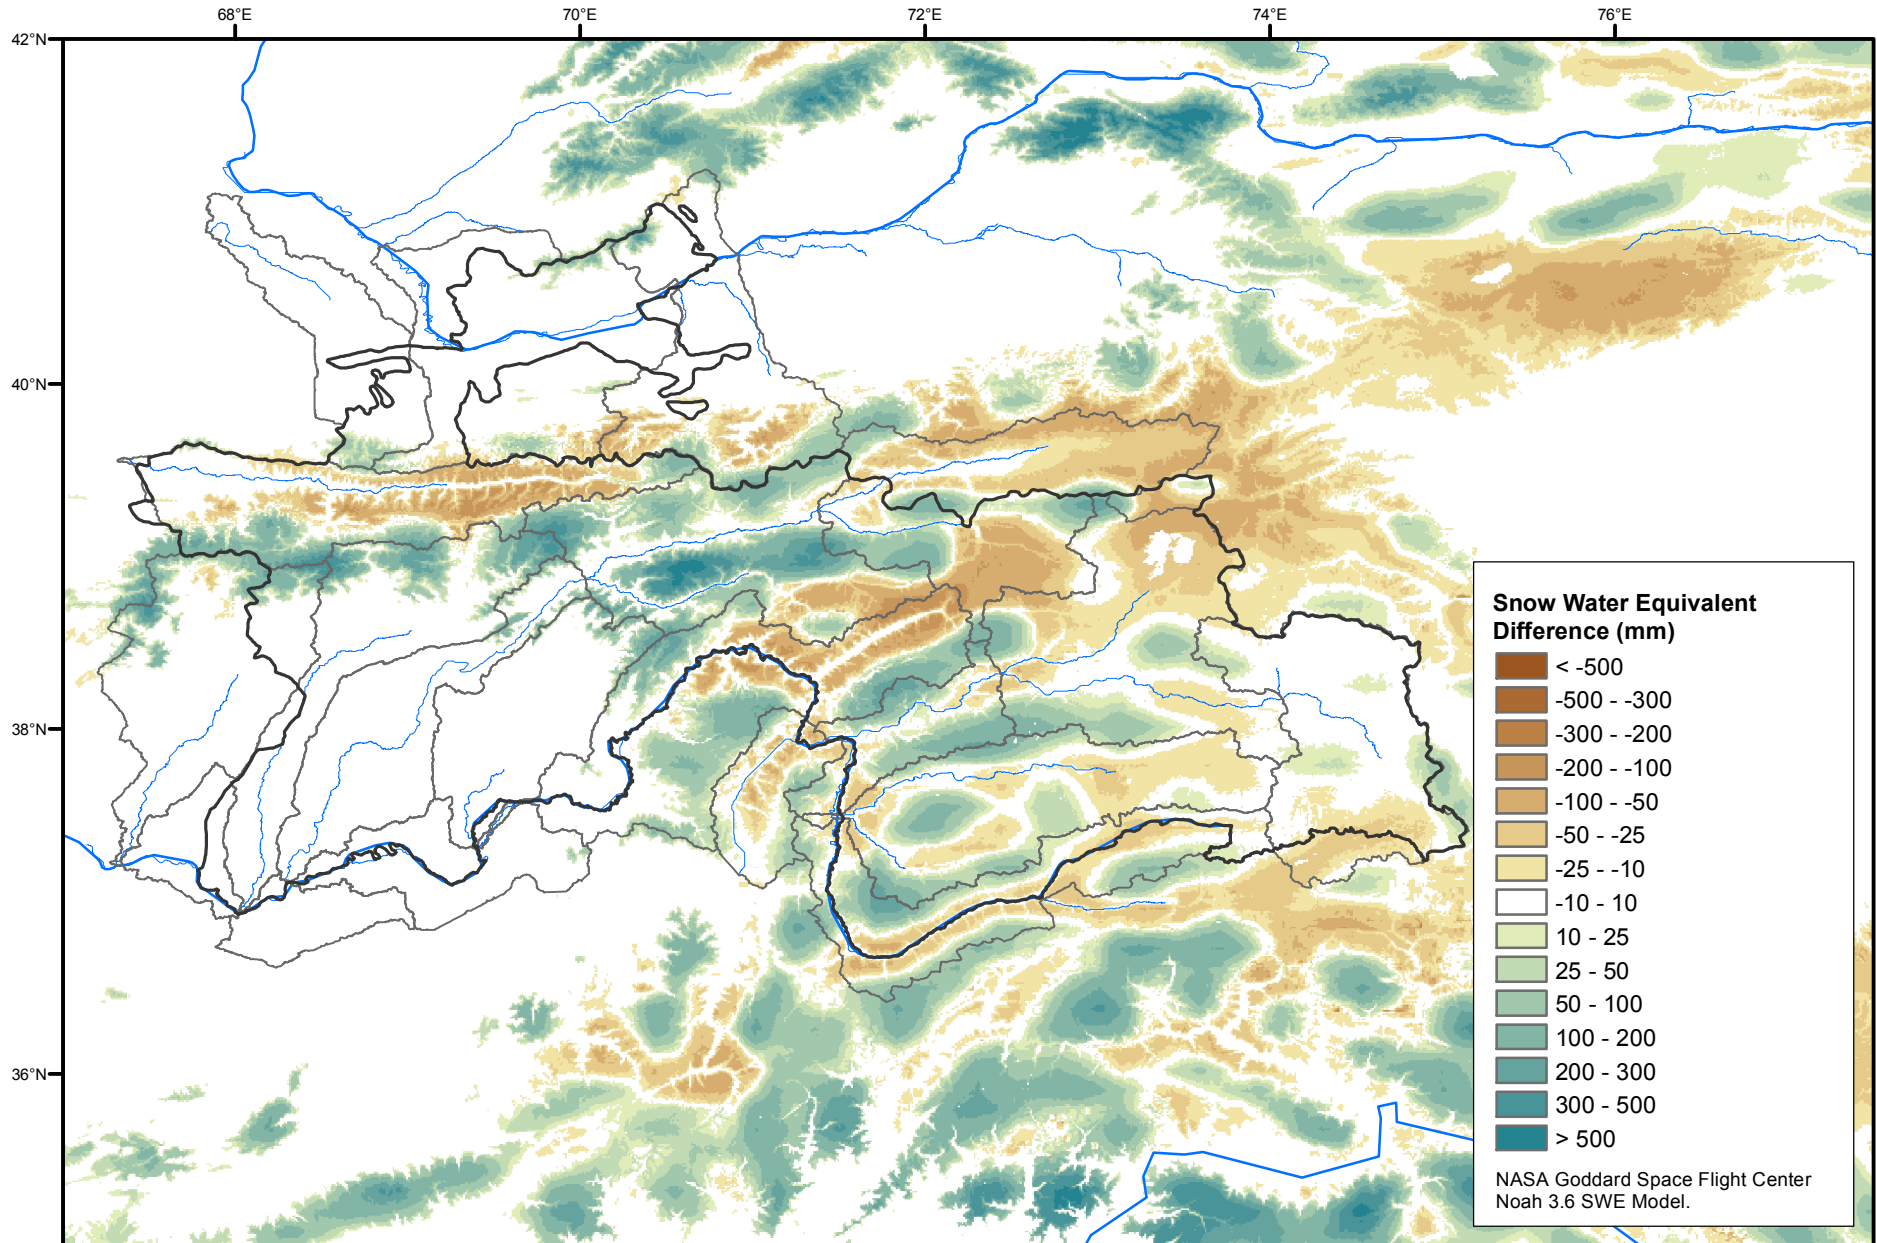 68°E 70°E 72°E 74°E 76°E
42°N
40°N
38°N
36°N
Snow Water Equivalent
Difference (mm)
< -500
-500 - -300
-300 - -200
-200 - -100
-100 - -50
-50 - -25
-25 - -10
-10 - 10
10 - 25
25 - 50
50 - 100
100 - 200
200 - 300
300 - 500
> 500
NASA Goddard Space Flight Center
Noah 3.6 SWE Model.